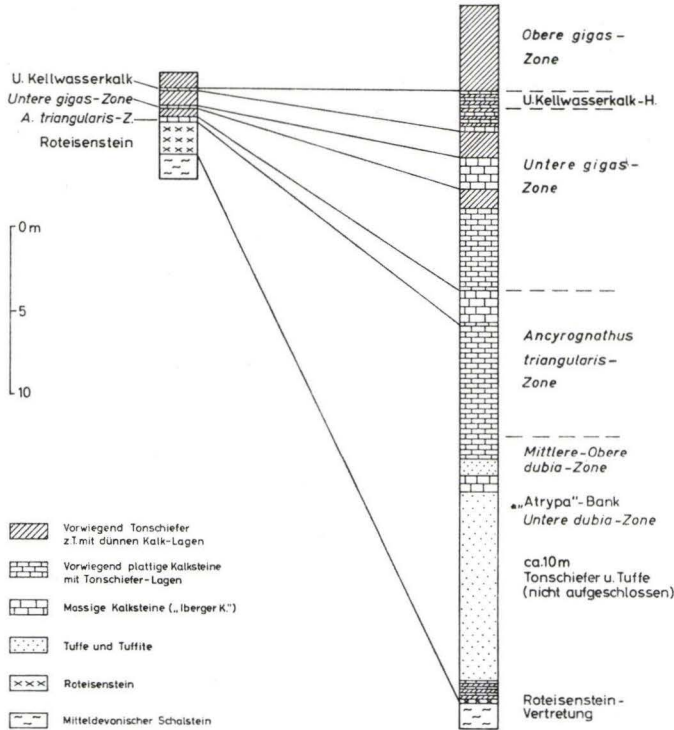 U. Kellwasserkalk
Untere gigas-Zone
A. triangularis-Z.
Roteisenstein
0 m
5
10
Obere gigas-
Zone
U.Kellwasserkalk-H.
Untere gigas-
Zone
Ancyrognathus
triangularis-
Zone
Mittlere-Obere
dubia-Zone
„Atrypa"-Bank
Untere dubia-Zone
ca.10m
Tonschiefer u. Tuffe
(nicht aufgeschlossen)
Roteisenstein-
Vertretung
Vorwiegend Tonschiefer
z.T. mit dünnen Kalk-Lagen
Vorwiegend plattige Kalksteine
mit Tonschiefer-Lagen
Massige Kalksteine („Iberger K.")
Tuffe und Tuffite
Roteisenstein
Mitteldevonischer Schalstein